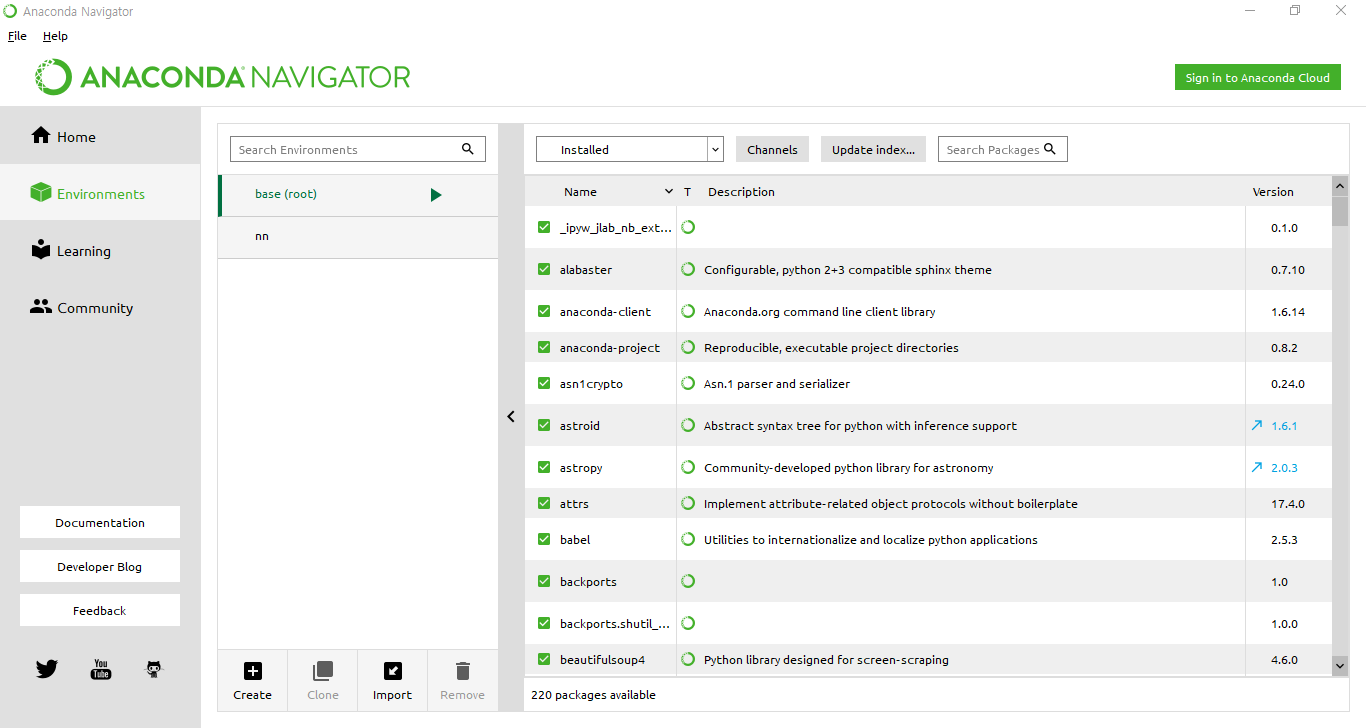 Anaconda Navigator
File Help
ANACONDA NAVIGATOR
Sign in to Anaconda Cloud
Home
Environments
Learning
Community
Documentation
Developer Blog
Feedback
You
Tube
Search Environments
base (root)
nn
Create Clone Import Remove
Installed Channels Update index... Search Packages
Name T Description Version
_ipyw_jlab_nb_ext... 0.1.0
alabaster Configurable, python 2+3 compatible sphinx theme 0.7.10
anaconda-client Anaconda.org command line client library 1.6.14
anaconda-project Reproducible, executable project directories 0.8.2
asn1crypto Asn.1 parser and serializer 0.24.0
astroid Abstract syntax tree for python with inference support 1.6.1
astropy Community-developed python library for astronomy 2.0.3
attrs Implement attribute-related object protocols without boilerplate 17.4.0
babel Utilities to internationalize and localize python applications 2.5.3
backports 1.0
backports.shutil_... 1.0.0
beautifulsoup4 Python library designed for screen-scraping 4.6.0
220 packages available